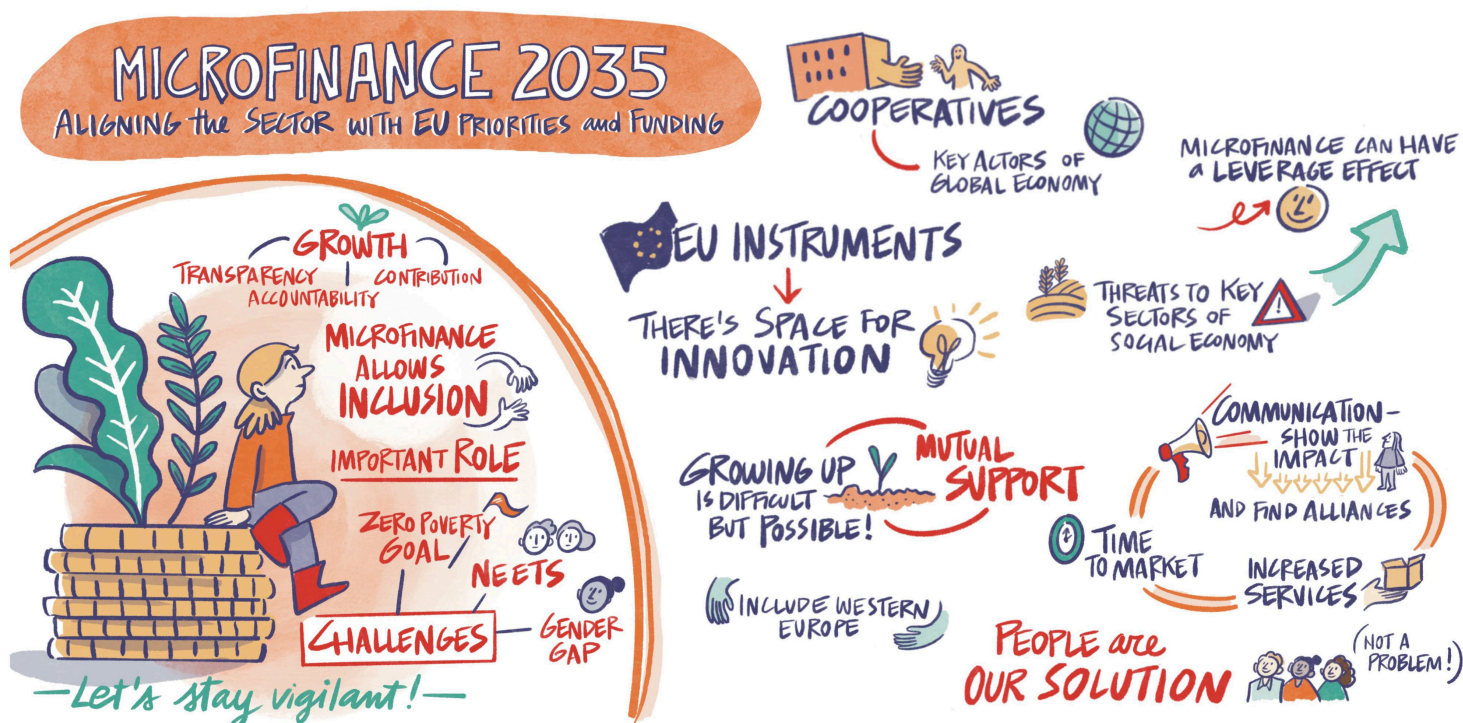 MICROFINANCE 2035
ALIGNING the SECTOR WITH EU PRIORITIES and FUNDING
GROWTH
TRANSPARENCY
ACCOUNTABILITY
CONTRIBUTION
MICROFINANCE
ALLOWS
INCLUSION
IMPORTANT ROLE
ZERO POVERTY
GOAL
NEETS
CHALLENGES
GENDER
GAP
—Let's stay vigilant!—
COOPERATIVES
KEY ACTORS OF
GLOBAL ECONOMY
EU INSTRUMENTS
THERE'S SPACE FOR
INNOVATION
MICROFINANCE CAN HAVE
a LEVERAGE EFFECT
THREATS TO KEY
SECTORS OF
SOCIAL ECONOMY
!
GROWING UP
IS DIFFICULT
BUT POSSIBLE!
MUTUAL
SUPPORT
INCLUDE WESTERN
EUROPE
COMMUNICATION –
SHOW THE
IMPACT
AND FIND ALLIANCES
TIME
TO MARKET
INCREASED
SERVICES
PEOPLE are
OUR SOLUTION
(NOT A
PROBLEM!)